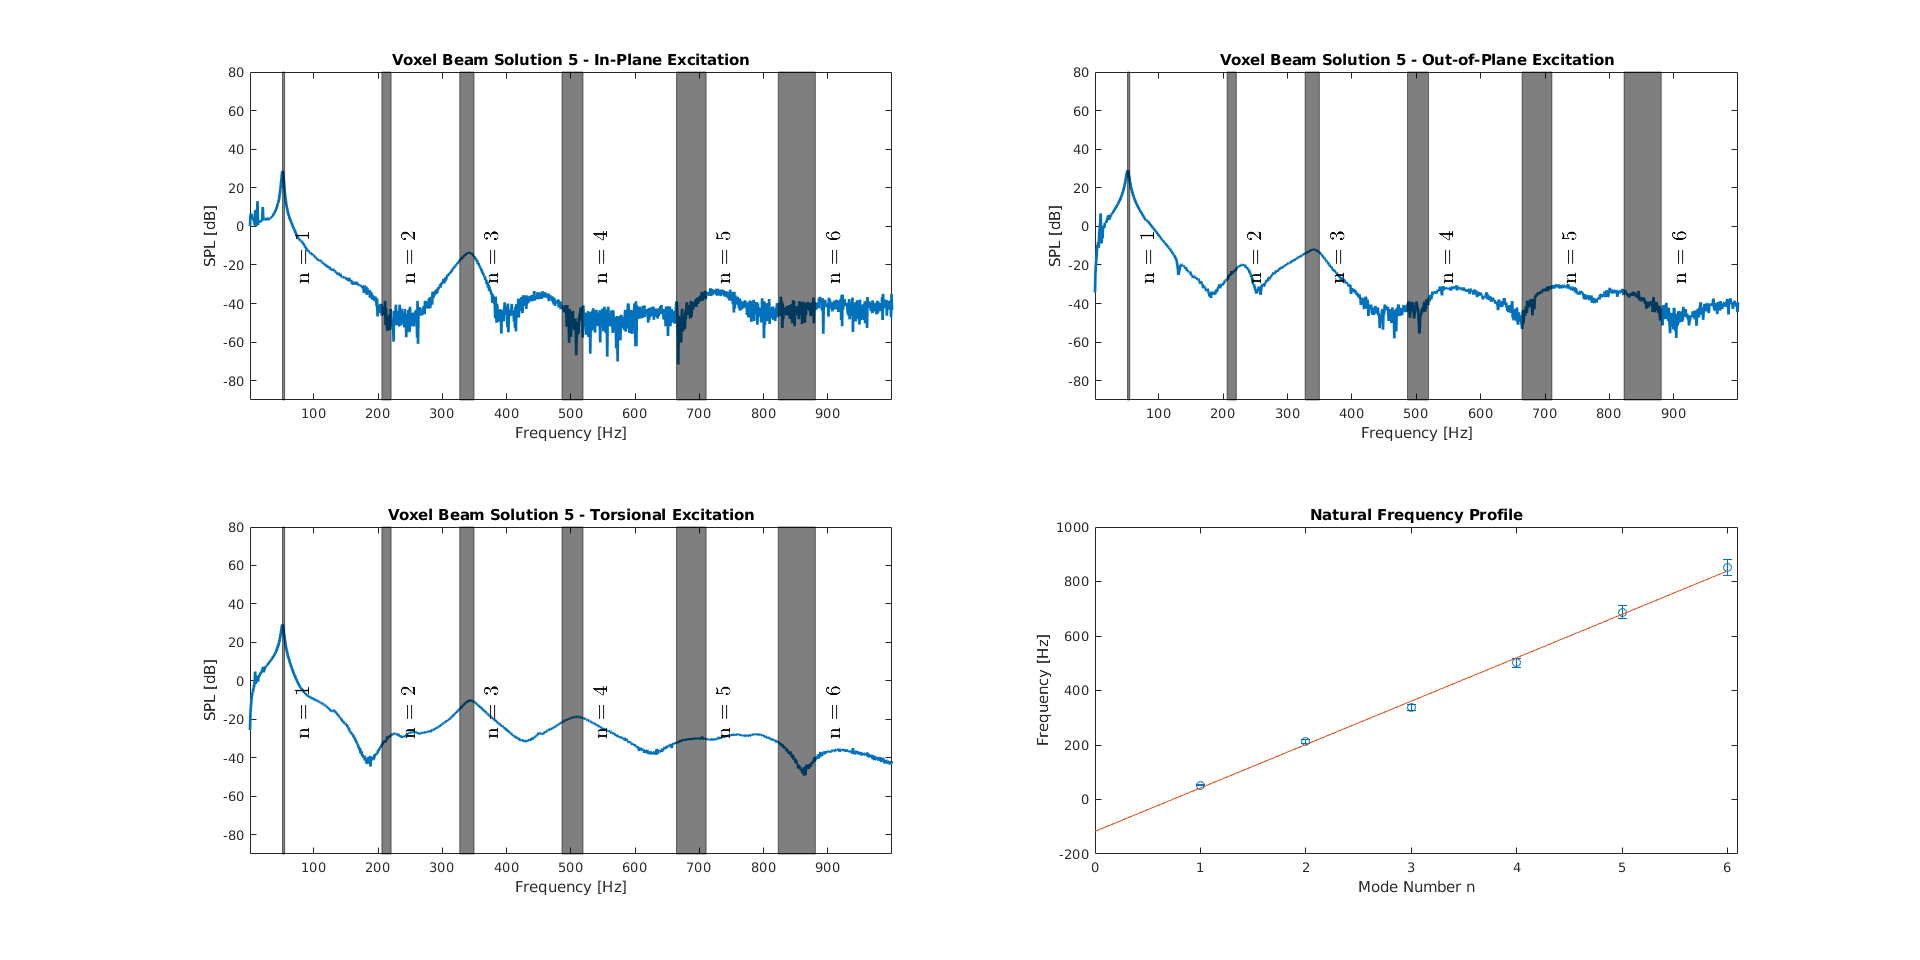 Voxel Beam Solution 5 - In-Plane Excitation
80
60
40
20
0
-20
-40
-60
-80
SPL [dB]
n = 1
n = 2
n = 3
n = 4
n = 5
n = 6
100 200 300 400 500 600 700 800 900
Frequency [Hz]
Voxel Beam Solution 5 - Out-of-Plane Excitation
80
60
40
20
0
-20
-40
-60
-80
SPL [dB]
n = 1
n = 2
n = 3
n = 4
n = 5
n = 6
100 200 300 400 500 600 700 800 900
Frequency [Hz]
Voxel Beam Solution 5 - Torsional Excitation
80
60
40
20
0
-20
-40
-60
-80
SPL [dB]
n = 1
n = 2
n = 3
n = 4
n = 5
n = 6
100 200 300 400 500 600 700 800 900
Frequency [Hz]
Natural Frequency Profile
1000
800
600
400
200
0
-200
Frequency [Hz]
0 1 2 3 4 5 6
Mode Number n